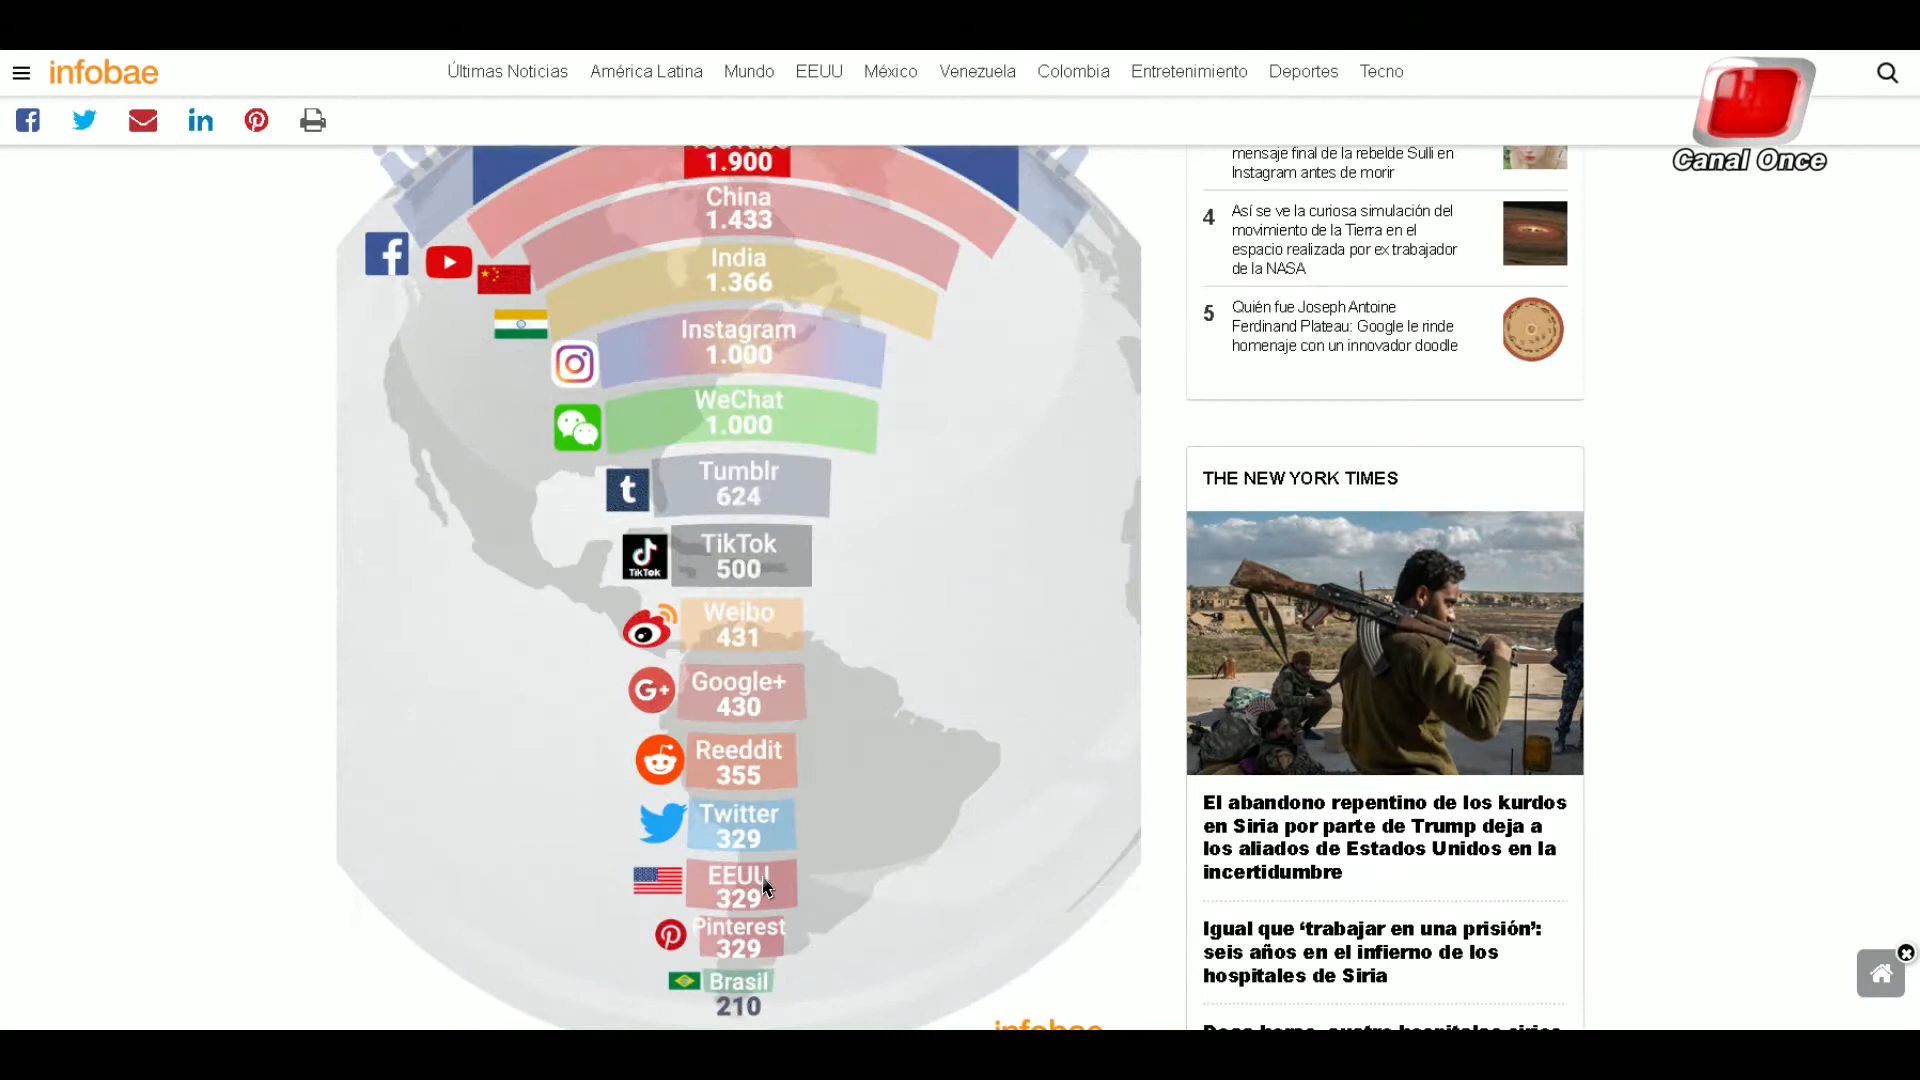 infobae
Últimas Noticias América Latina Mundo EEUU México Venezuela Colombia Entretenimiento Deportes Tecno
Canal Once
1.900
China
1.433
India
1.366
Instagram
1.000
WeChat
1.000
Tumblr
624
TikTok
TikTok
500
Weibo
431
G+
Google+
430
Reeddit
355
Twitter
329
EEUU
329
Pinterest
329
Brasil
210
infobae
mensaje final de la rebelde Sulli en
Instagram antes de morir
4
Así se ve la curiosa simulación del
movimiento de la Tierra en el
espacio realizada por ex trabajador
de la NASA
5
Quién fue Joseph Antoine
Ferdinand Plateau: Google le rinde
homenaje con un innovador doodle
THE NEW YORK TIMES
El abandono repentino de los kurdos
en Siria por parte de Trump deja a
los aliados de Estados Unidos en la
incertidumbre
Igual que ‘trabajar en una prisión’:
seis años en el infierno de los
hospitales de Siria